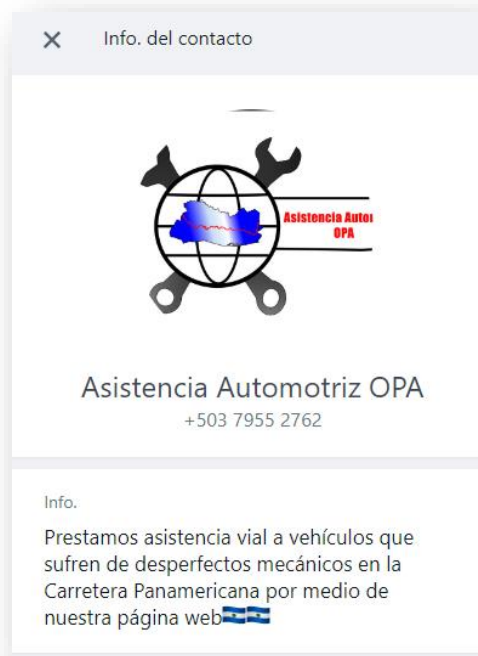 Info. del contacto
Asistencia Autor
OPA
Asistencia Automotriz OPA
+503 7955 2762
Info.
Prestamos asistencia vial a vehículos que
sufren de desperfectos mecánicos en la
Carretera Panamericana por medio de
nuestra página web🇸🇻🇸🇻